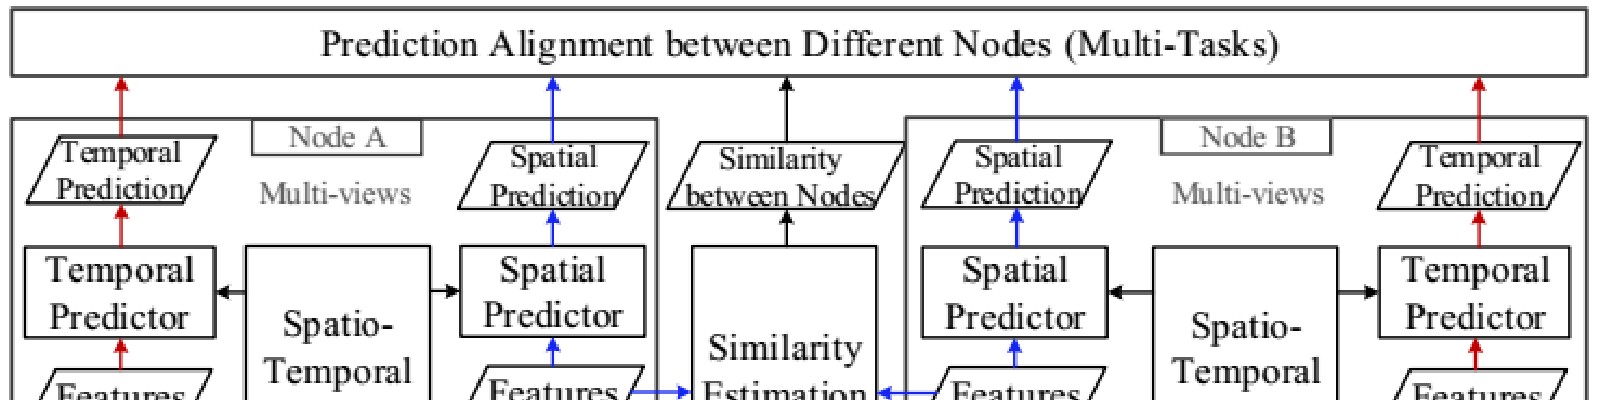 Prediction Alignment between Different Nodes (Multi-Tasks)
Node A
Multi-views
Temporal
Prediction
Spatial
Prediction
Similarity
between Nodes
Spatial
Prediction
Node B
Multi-views
Temporal
Prediction
Temporal
Predictor
Spatio-
Temporal
Spatial
Predictor
Similarity
Estimation
Spatial
Predictor
Spatio-
Temporal
Temporal
Predictor
Features
Features
Features
Features